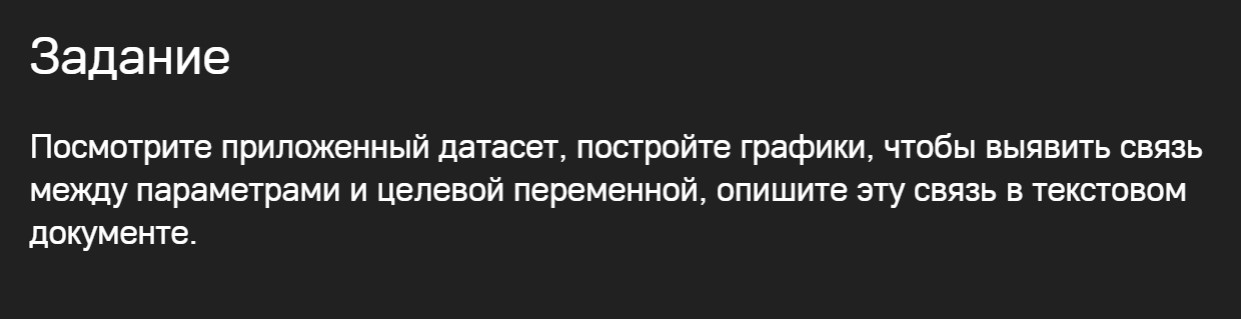 Задание
Посмотрите приложенный датасет, постройте графики, чтобы выявить связь
между параметрами и целевой переменной, опишите эту связь в текстовом
документе.